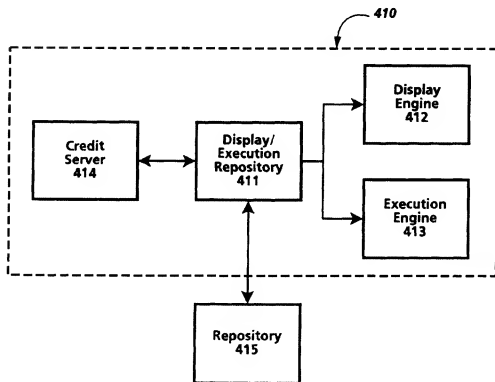 410
Display
Engine
412
Credit
Server
414
Display/
Execution
Repository
411
Execution
Engine
413
Repository
415